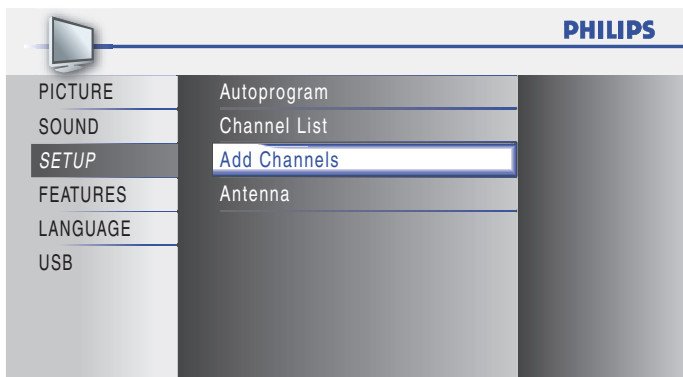 PHILIPS
PICTURE
SOUND
SETUP
FEATURES
LANGUAGE
USB
Autoprogram
Channel List
Add Channels
Antenna